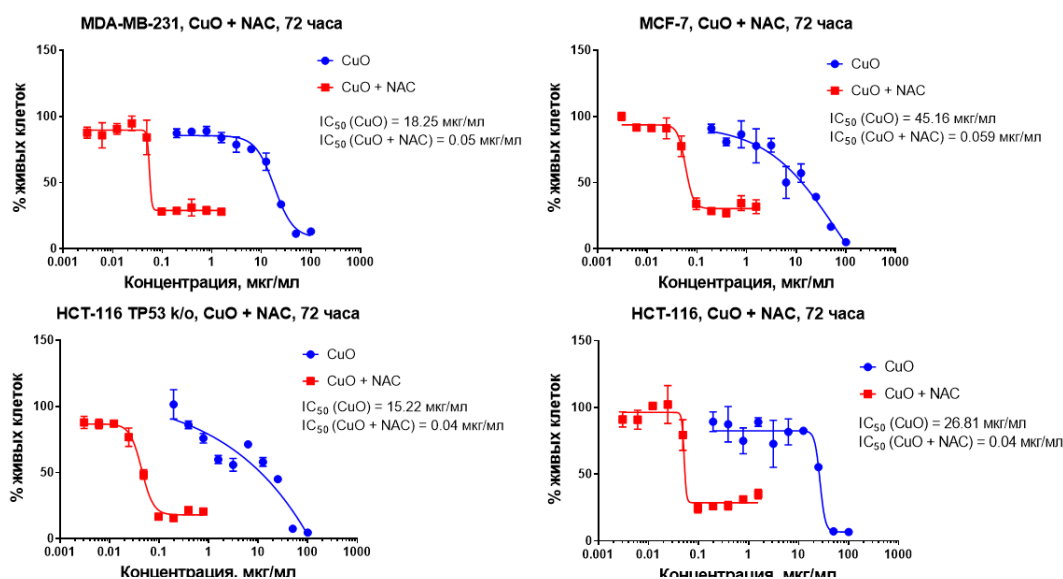 MDA-MB-231, CuO + NAC, 72 часа
150
100
50
0
% живых клеток
0.001 0.01 0.1 1 10 100 1000
Концентрация, мкг/мл
CuO
CuO + NAC
IC50 (CuO) = 18.25 мкг/мл
IC50 (CuO + NAC) = 0.05 мкг/мл
MCF-7, CuO + NAC, 72 часа
150
100
50
0
% живых клеток
0.001 0.01 0.1 1 10 100 1000
Концентрация, мкг/мл
CuO
CuO + NAC
IC50 (CuO) = 45.16 мкг/мл
IC50 (CuO + NAC) = 0.059 мкг/мл
HCT-116 TP53 k/o, CuO + NAC, 72 часа
150
100
50
0
% живых клеток
0.001 0.01 0.1 1 10 100 1000
Концентрация, мкг/мл
CuO
CuO + NAC
IC50 (CuO) = 15.22 мкг/мл
IC50 (CuO + NAC) = 0.04 мкг/мл
HCT-116, CuO + NAC, 72 часа
150
100
50
0
% живых клеток
0.001 0.01 0.1 1 10 100 1000
Концентрация, мкг/мл
CuO
CuO + NAC
IC50 (CuO) = 26.81 мкг/мл
IC50 (CuO + NAC) = 0.04 мкг/мл